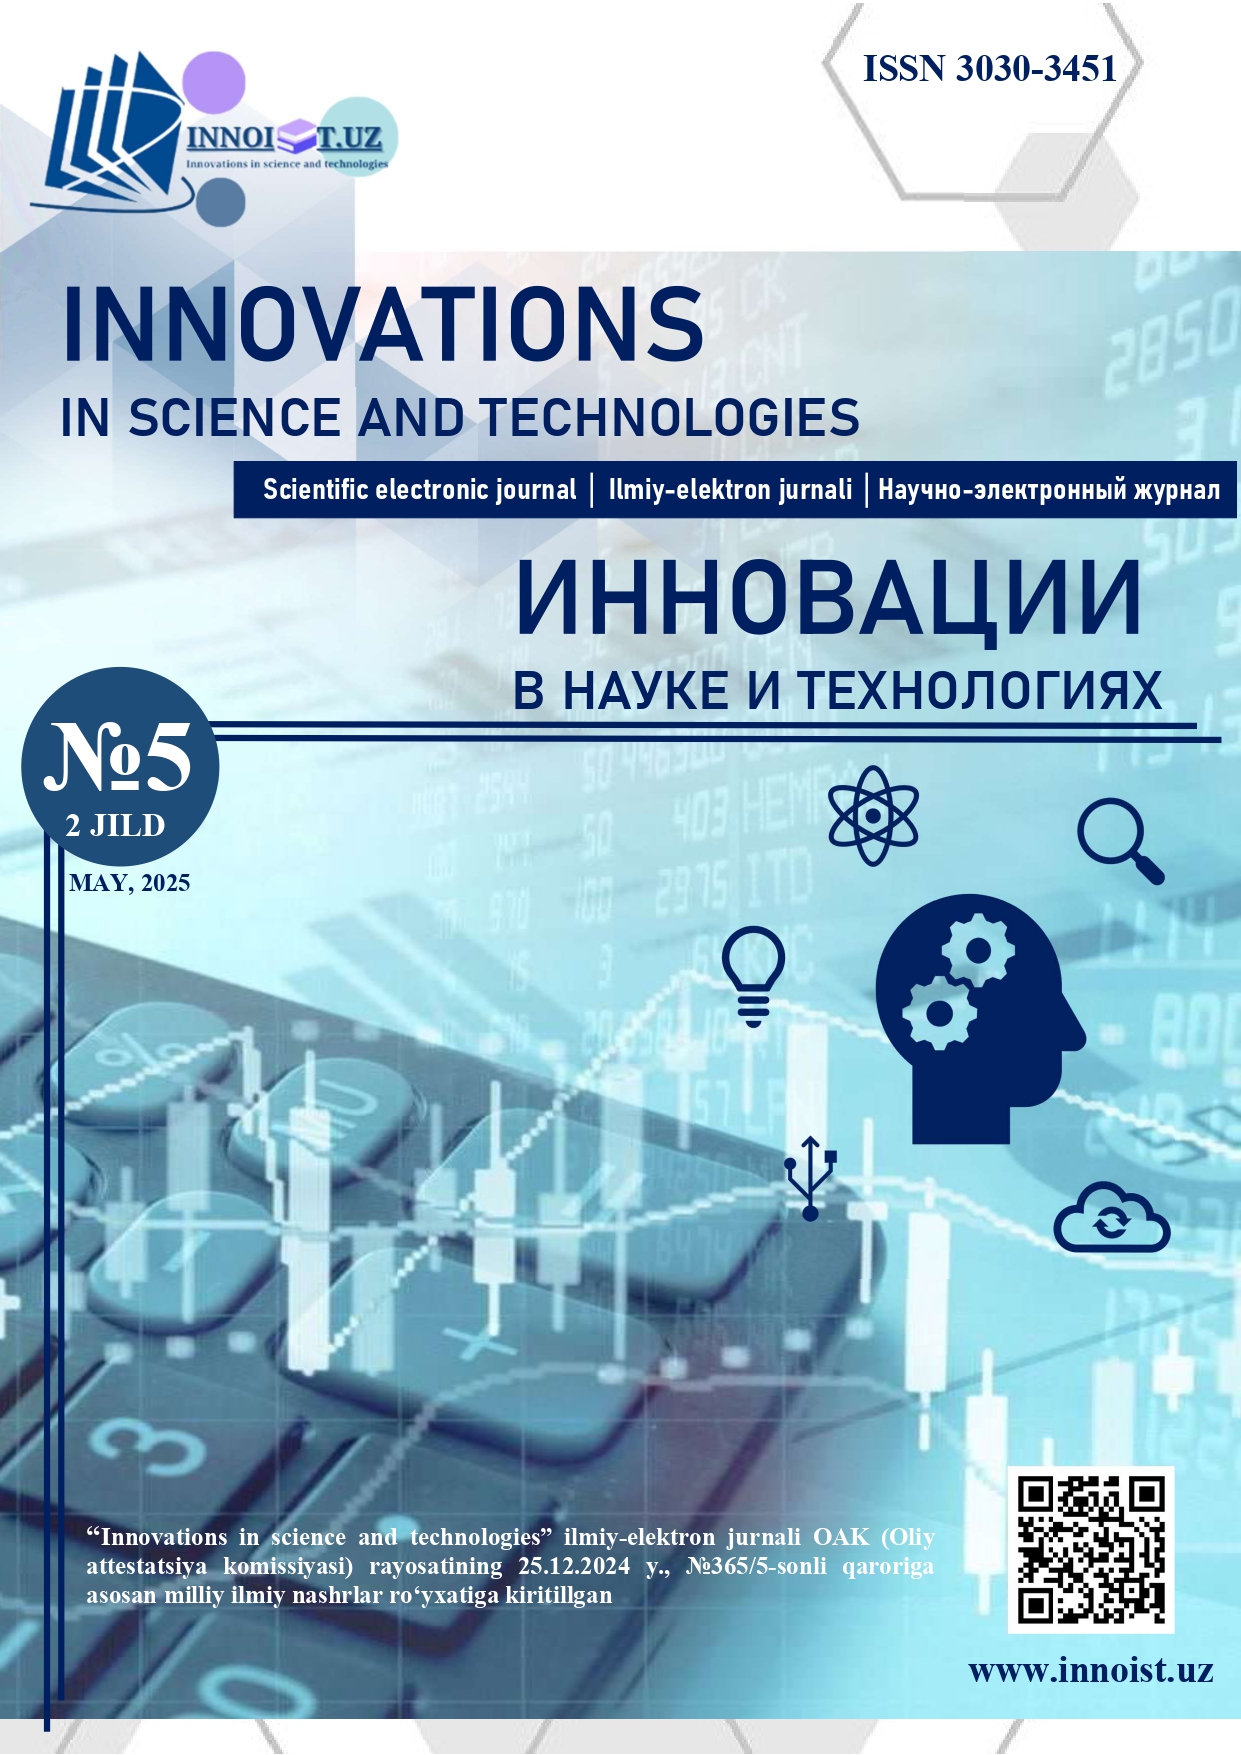 ISSN 3030-3451
INNOIST.UZ
Innovations in science and technologies
INNOVATIONS
IN SCIENCE AND TECHNOLOGIES
Scientific electronic journal | Ilmiy-elektron jurnali | Научно-электронный журнал
ИННОВАЦИИ
В НАУКЕ И ТЕХНОЛОГИЯХ
№5
2 JILD
MAY, 2025
“Innovations in science and technologies” ilmiy-elektron jurnali OAK (Oliy
attestatsiya komissiyasi) rayosatining 25.12.2024 y., №365/5-sonli qaroriga
asosan milliy ilmiy nashrlar ro‘yxatiga kiritillgan
www.innoist.uz